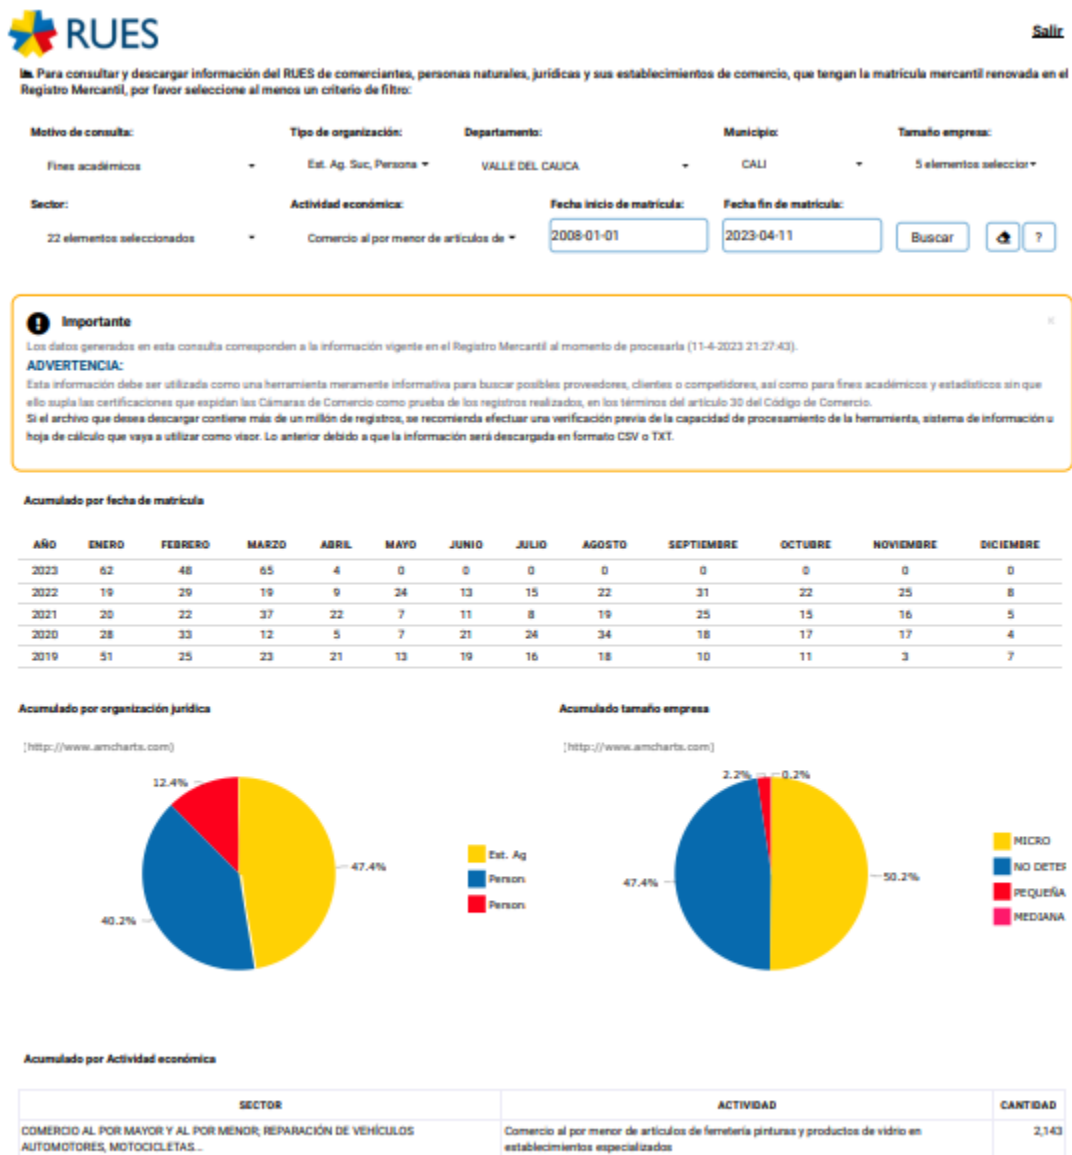 RUES
Salir
Para consultar y descargar información del RUES de comerciantes, personas naturales, jurídicas y sus establecimientos de comercio, que tengan la matrícula mercantil renovada en el
Registro Mercantil, por favor seleccione al menos un criterio de filtro:
Motivo de consulta: Tipo de organización: Departamento: Municipio: Tamaño empresa:
Fines académicos Est. Ag. Suc, Persona VALLE DEL CAUCA CALI 5 elementos seleccior
Sector: Actividad económica: Fecha inicio de matrícula: Fecha fin de matrícula:
22 elementos seleccionados Comercio al por menor de artículos de 2008-01-01 2023-04-11 Buscar ?
Importante ×
Los datos generados en esta consulta corresponden a la información vigente en el Registro Mercantil al momento de procesarla (11-4-2023 21:27:43).
ADVERTENCIA:
Esta información debe ser utilizada como una herramienta meramente informativa para buscar posibles proveedores, clientes o competidores, así como para fines académicos y estadísticos sin que
ello supla las certificaciones que expidan las Cámaras de Comercio como prueba de los registros realizados, en los términos del artículo 30 del Código de Comercio.
Si el archivo que desea descargar contiene más de un millón de registros, se recomienda efectuar una verificación previa de la capacidad de procesamiento de la herramienta, sistema de información u
hoja de cálculo que vaya a utilizar como visor. Lo anterior debido a que la información será descargada en formato CSV o TXT.
Acumulado por fecha de matrícula
AÑO ENERO FEBRERO MARZO ABRIL MAYO JUNIO JULIO AGOSTO SEPTIEMBRE OCTUBRE NOVIEMBRE DICIEMBRE
2023 62 48 65 4 0 0 0 0 0 0 0 0
2022 19 29 19 9 24 13 15 22 31 22 25 8
2021 20 22 37 22 7 11 8 19 25 15 16 5
2020 28 33 12 5 7 21 24 34 18 17 17 4
2019 51 25 23 21 13 19 16 18 10 11 3 7
Acumulado por organización jurídica
(http://www.amcharts.com)
12.4%
47.4%
40.2%
Est. Ag
Person
Person
Acumulado tamaño empresa
(http://www.amcharts.com)
2.2% 0.2%
47.4%
50.2%
MICRO
NO DETER
PEQUEÑA
MEDIANA
Acumulado por Actividad económica
SECTOR ACTIVIDAD CANTIDAD
COMERCIO AL POR MAYOR Y AL POR MENOR; REPARACIÓN DE VEHÍCULOS Comercio al por menor de artículos de ferretería pinturas y productos de vidrio en 2,143
AUTOMOTORES, MOTOCICLETAS... establecimientos especializados